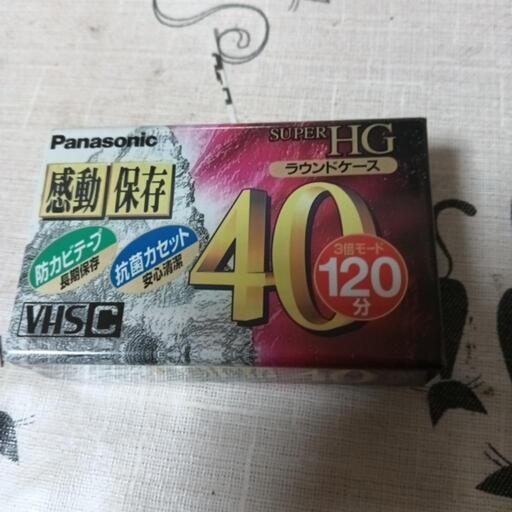 Panasonic
SUPER HG
ラウンドケース
感動 保存
防カビテープ
長期保存
抗菌カセット
安心清潔
40
3倍モード
120
分
VHSC
40